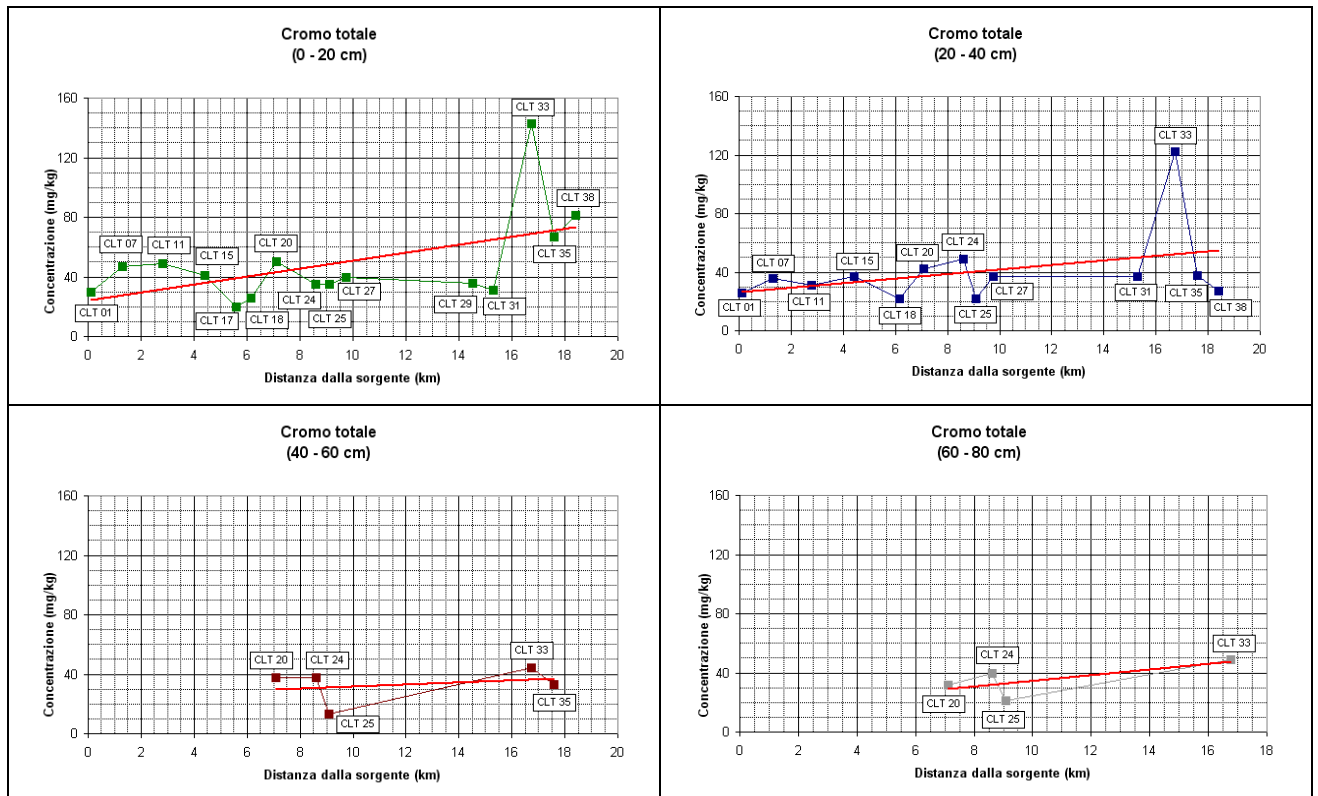 Cromo totale
(0 - 20 cm)
Concentrazione (mg/kg)
160
120
80
40
0
CLT 01
CLT 07
CLT 11
CLT 15
CLT 17
CLT 18
CLT 20
CLT 24
CLT 25
CLT 27
CLT 29
CLT 31
CLT 33
CLT 35
CLT 38
0 2 4 6 8 10 12 14 16 18 20
Distanza dalla sorgente (km)
Cromo totale
(20 - 40 cm)
Concentrazione (mg/kg)
160
120
80
40
0
CLT 01
CLT 07
CLT 11
CLT 15
CLT 18
CLT 20
CLT 24
CLT 25
CLT 27
CLT 31
CLT 33
CLT 35
CLT 38
0 2 4 6 8 10 12 14 16 18 20
Distanza dalla sorgente (km)
Cromo totale
(40 - 60 cm)
Concentrazione (mg/kg)
160
120
80
40
0
CLT 20
CLT 24
CLT 25
CLT 33
CLT 35
0 2 4 6 8 10 12 14 16 18 20
Distanza dalla sorgente (km)
Cromo totale
(60 - 80 cm)
Concentrazione (mg/kg)
160
120
80
40
0
CLT 20
CLT 24
CLT 25
CLT 33
0 2 4 6 8 10 12 14 16 18
Distanza dalla sorgente (km)